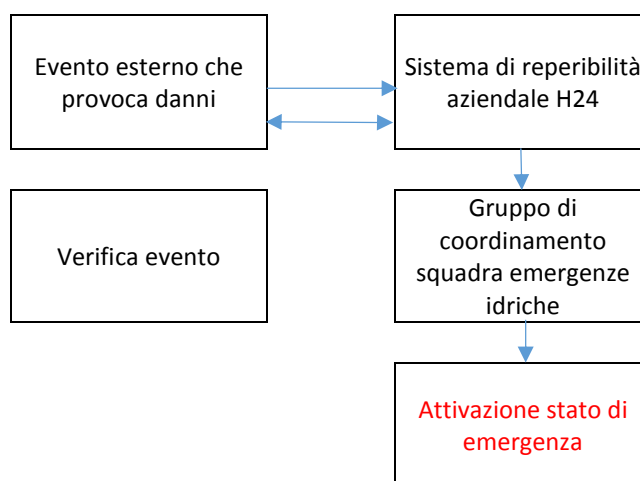 Evento esterno che
provoca danni
Sistema di reperibilità
aziendale H24
Verifica evento
Gruppo di
coordinamento
squadra emergenze
idriche
Attivazione stato di
emergenza